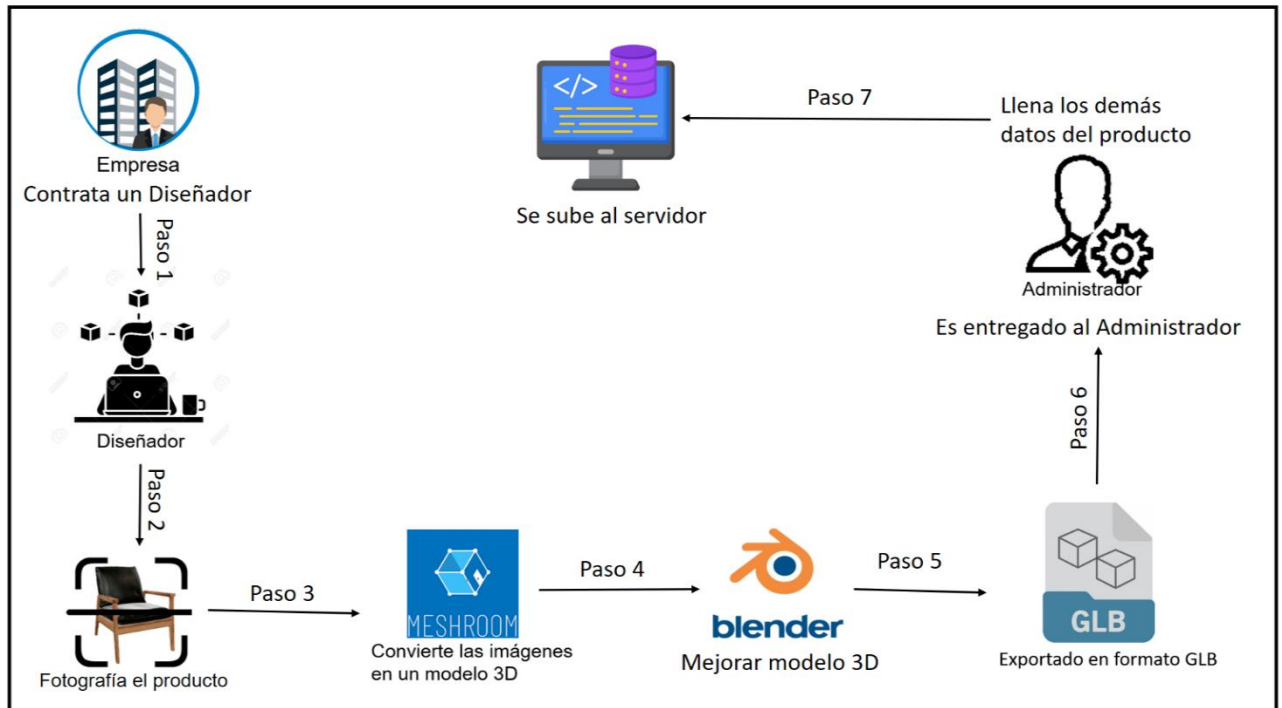 Empresa
Contrata un Diseñador
Paso 1
Diseñador
Paso 2
Fotografía el producto
Paso 3
MESHROOM
Convierte las imágenes
en un modelo 3D
Paso 4
blender
Mejorar modelo 3D
Paso 5
GLB
Exportado en formato GLB
Paso 6
Es entregado al Administrador
Administrador
Llena los demás
datos del producto
Paso 7
</>
Se sube al servidor